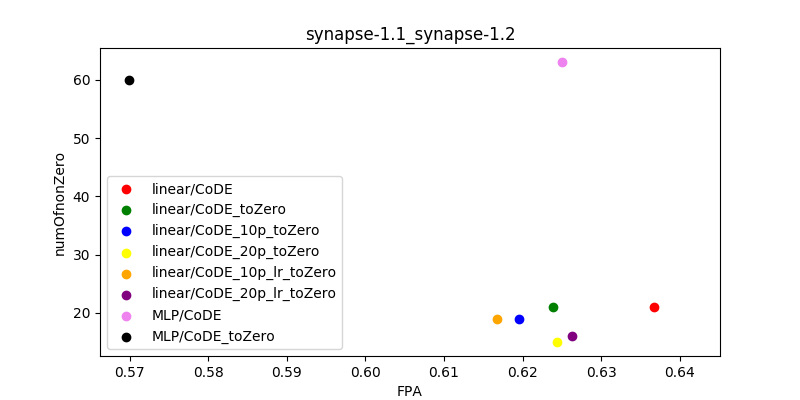 synapse-1.1_synapse-1.2
numOfnonZero
60
50
40
30
20
linear/CoDE
linear/CoDE_toZero
linear/CoDE_10p_toZero
linear/CoDE_20p_toZero
linear/CoDE_10p_lr_toZero
linear/CoDE_20p_lr_toZero
MLP/CoDE
MLP/CoDE_toZero
0.57 0.58 0.59 0.60 0.61 0.62 0.63 0.64
FPA